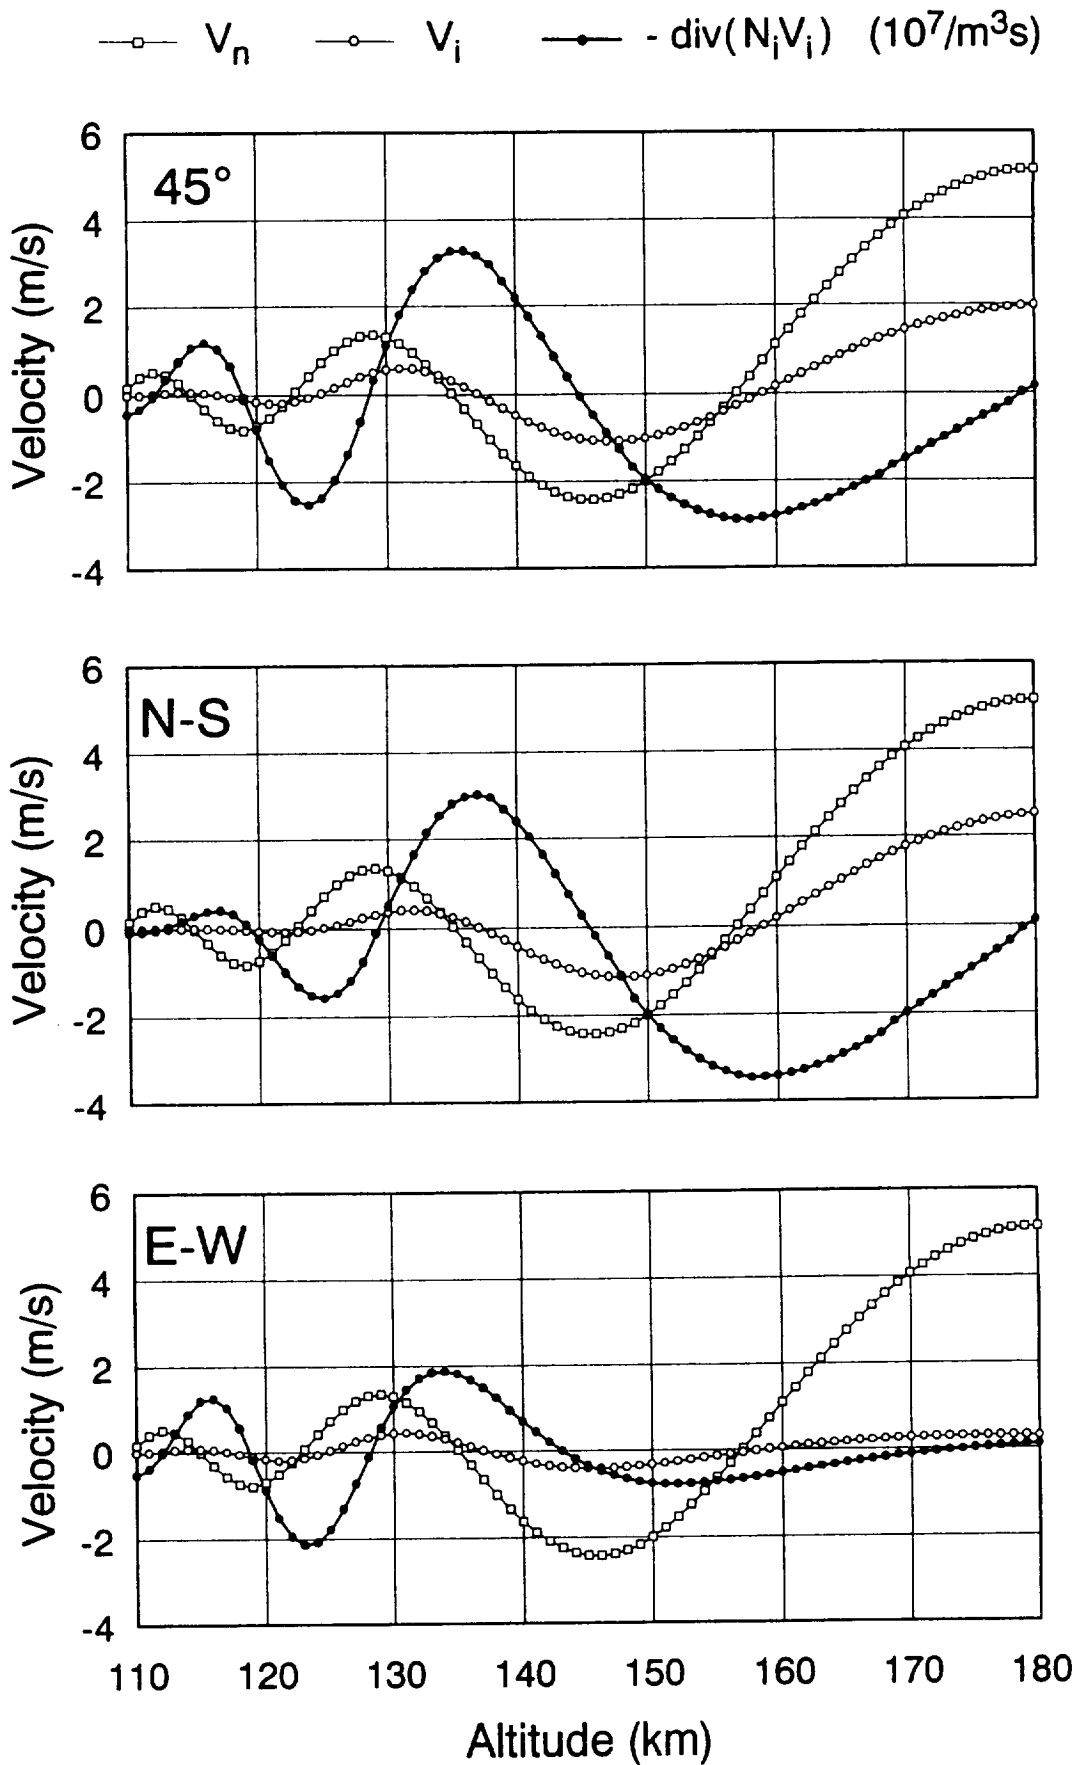 Vn Vi - div(NiVi) (10⁷/m³s)
6
45°
4
2
0
-2
-4
Velocity (m/s)
6
N-S
4
2
0
-2
-4
Velocity (m/s)
6
E-W
4
2
0
-2
-4
Velocity (m/s)
110 120 130 140 150 160 170 180
Altitude (km)